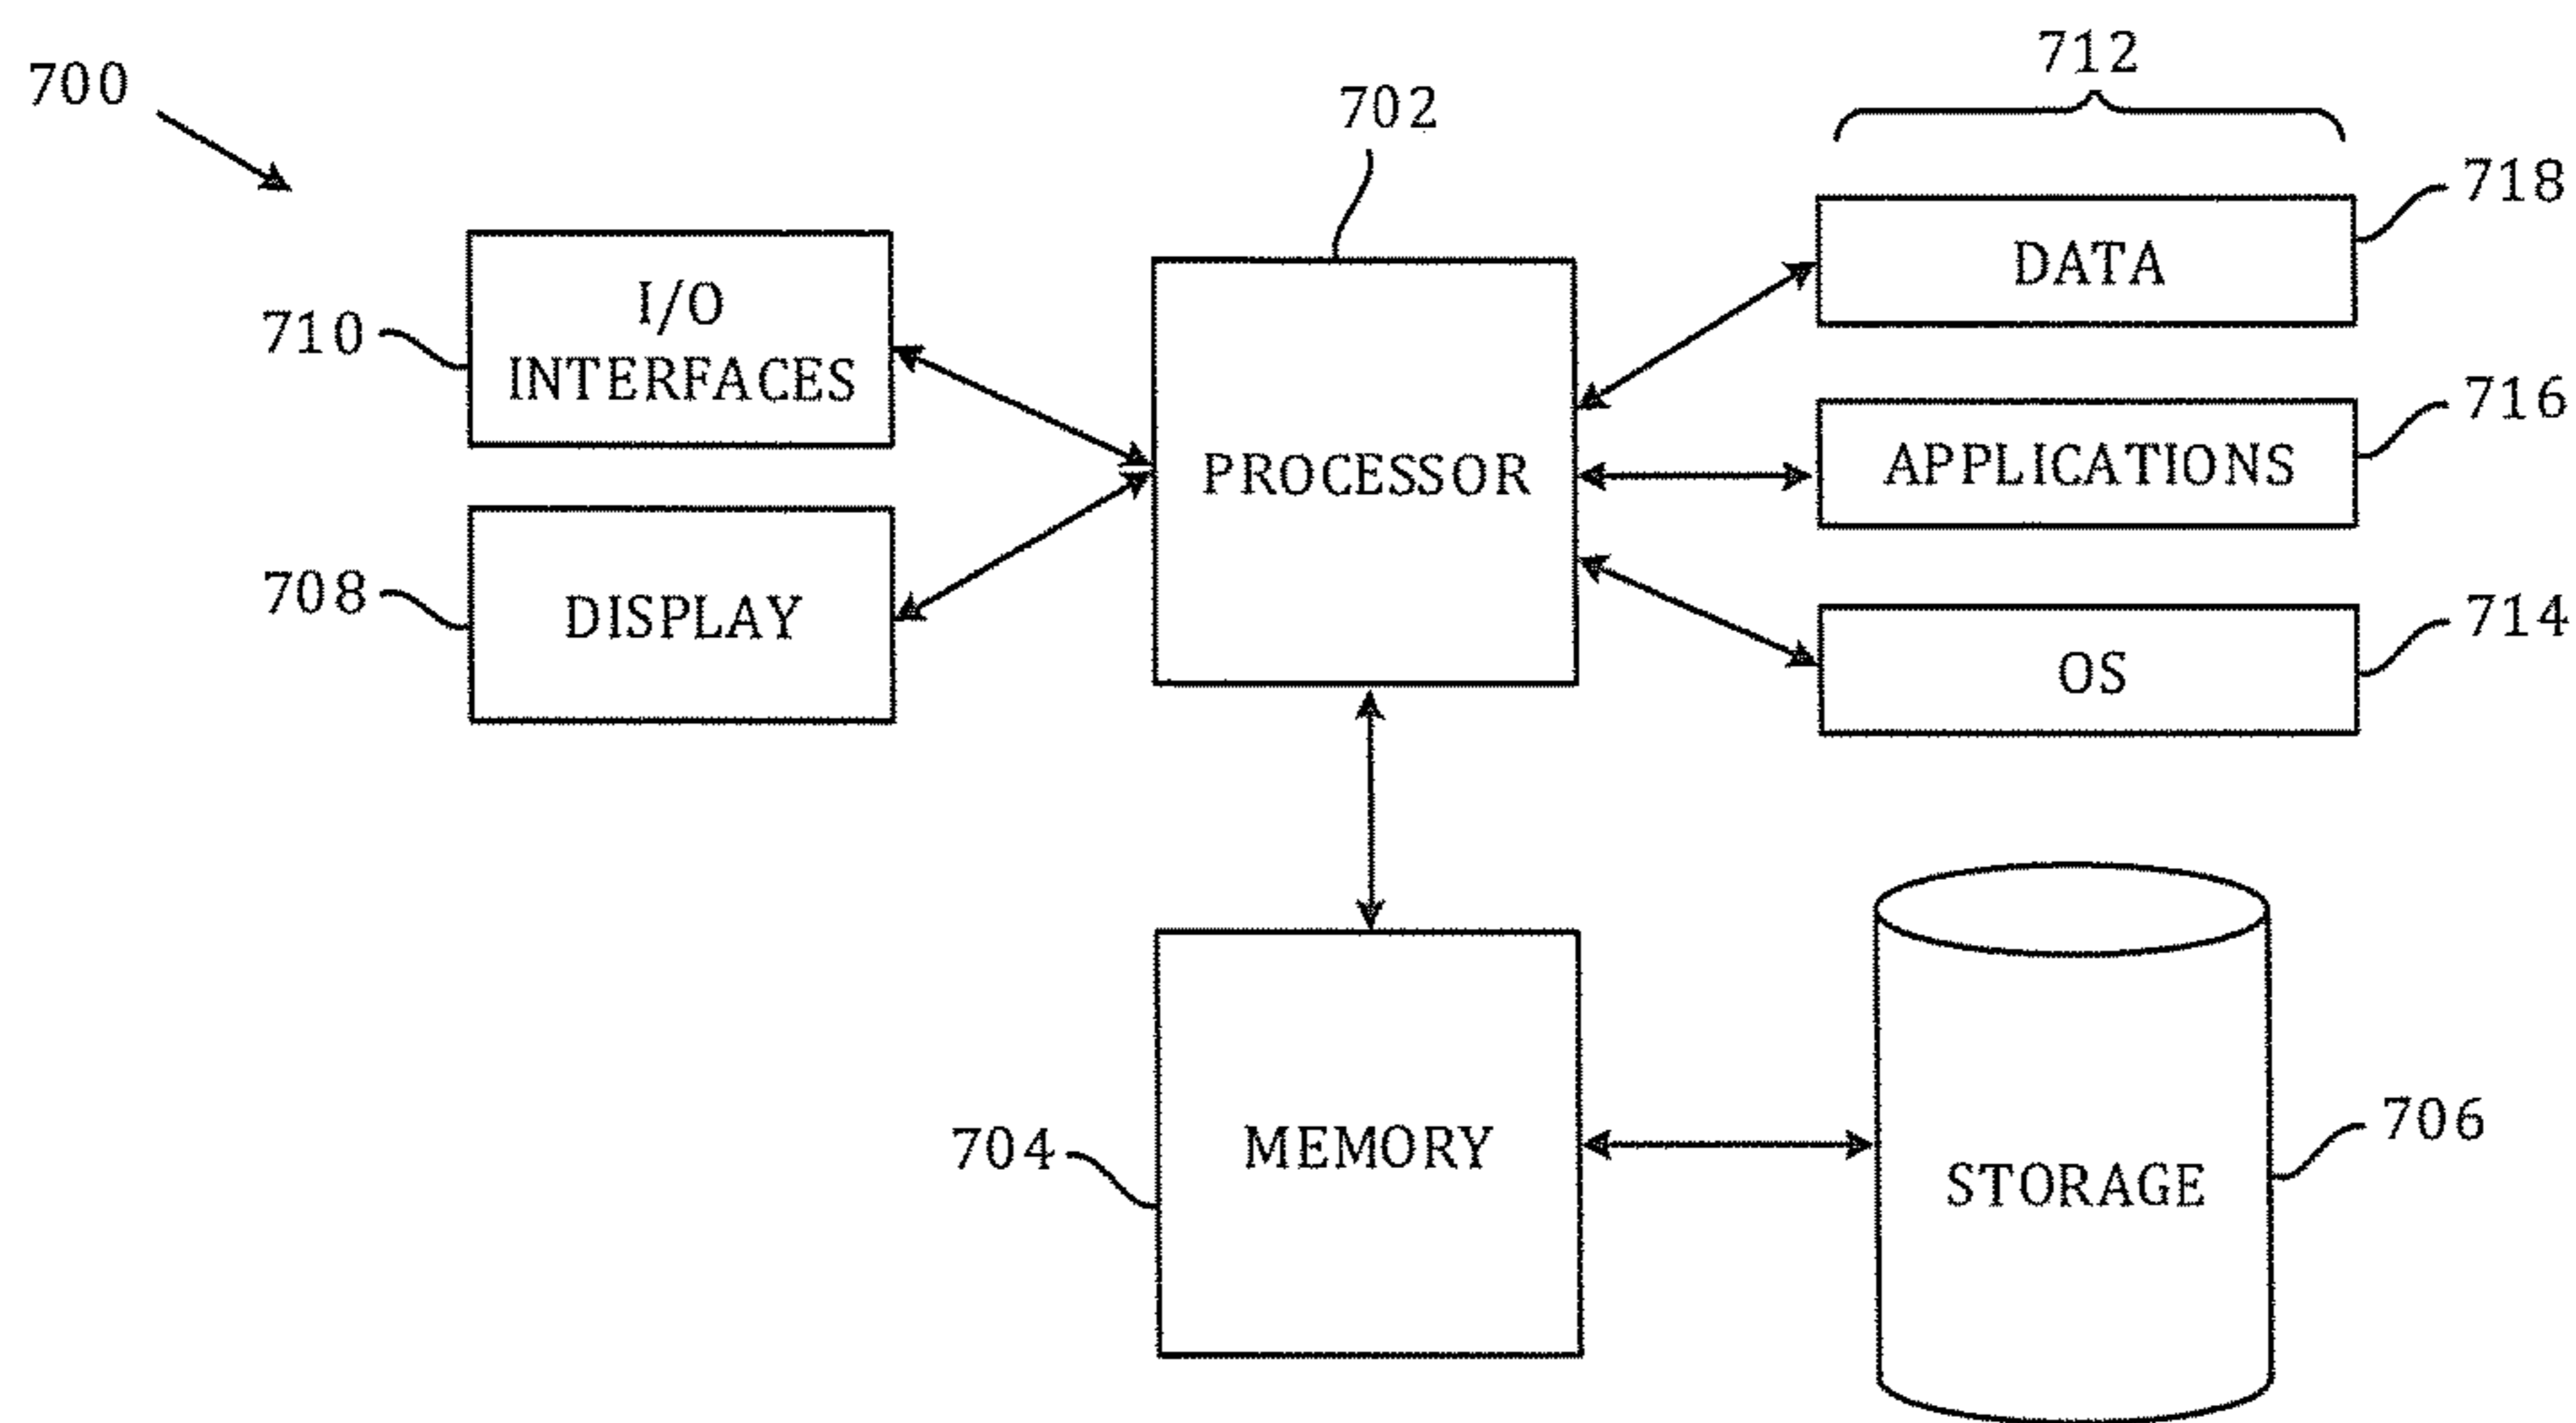 712
700
702
718
I/O
INTERFACES
710
DATA
716
PROCESSOR
APPLICATIONS
708
DISPLAY
714
OS
704
MEMORY
706
STORAGE